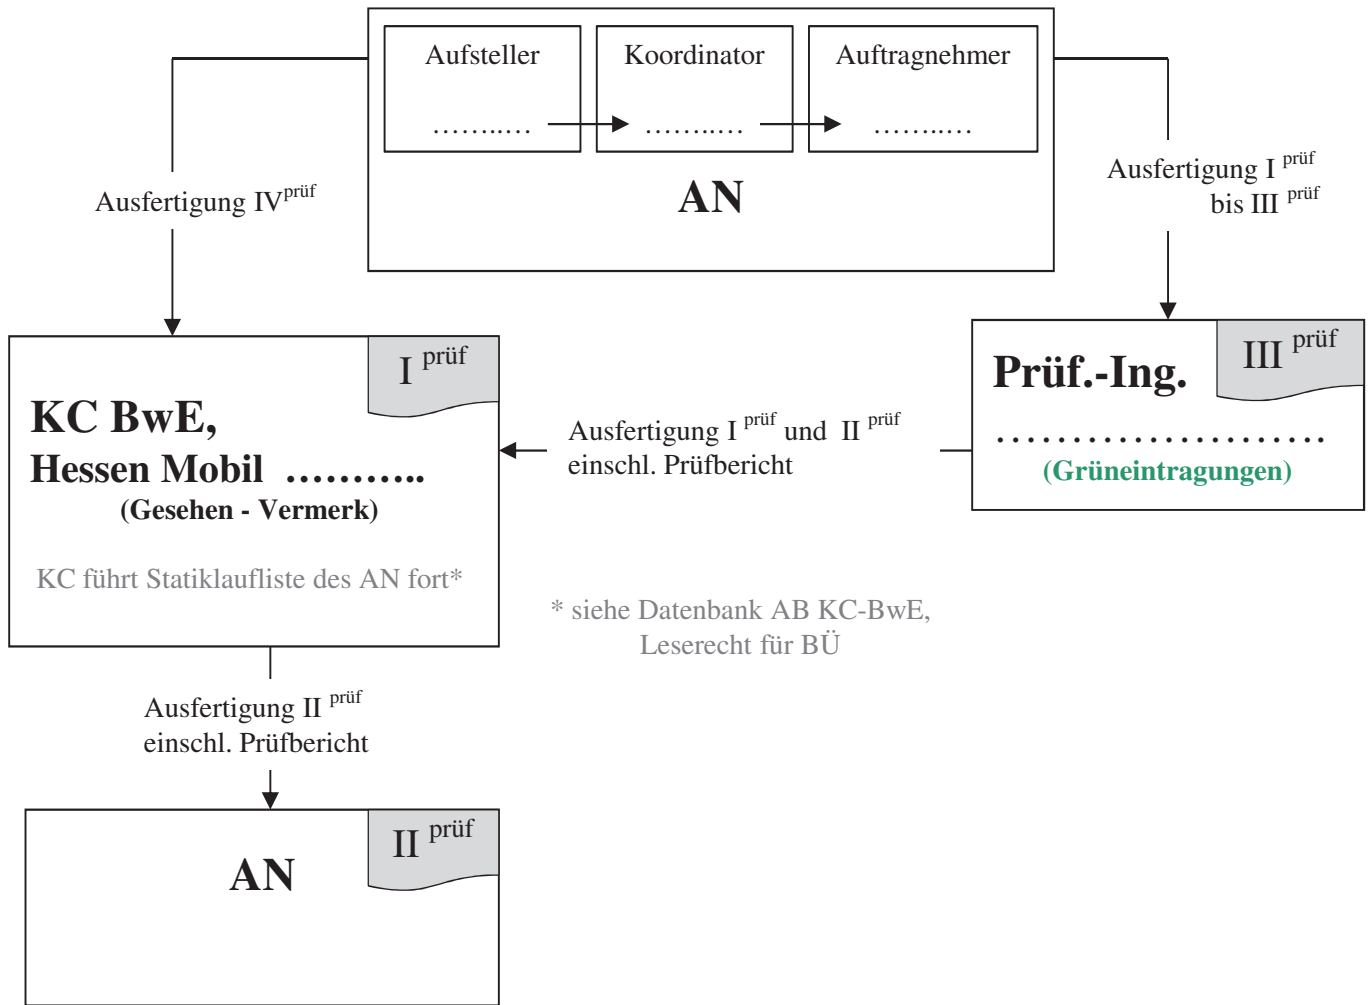 Aufsteller
Koordinator
Auftragnehmer
……..…
……..…
……..…
AN
Ausfertigung IV prüf
Ausfertigung I prüf
bis III prüf
I prüf
KC BwE,
Hessen Mobil ………..
(Gesehen - Vermerk)
KC führt Statiklaufliste des AN fort*
Ausfertigung I prüf und II prüf
einschl. Prüfbericht
III prüf
Prüf.-Ing.
……………………
(Grüneintragungen)
* siehe Datenbank AB KC-BwE,
Leserecht für BÜ
Ausfertigung II prüf
einschl. Prüfbericht
II prüf
AN